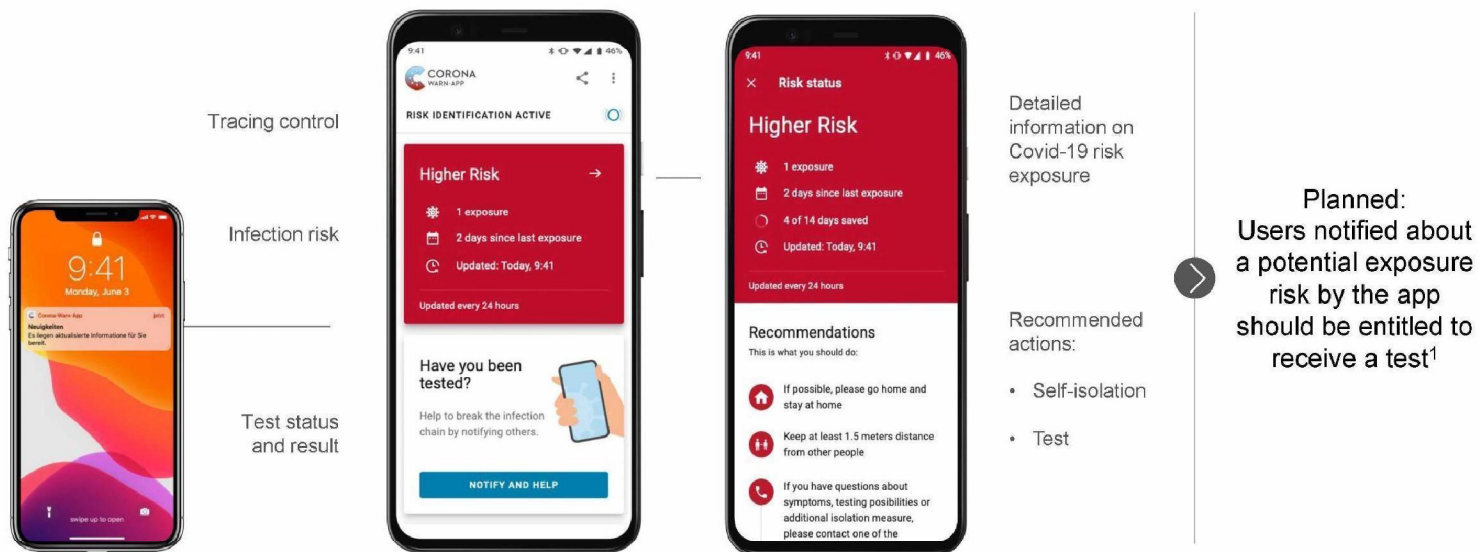 9:41
Monday, June 3
Corona-Warn-App
jetzt
Neuigkeiten
Es liegen aktualisierte Informationen für Sie
bereit.
swipe up to open
Tracing control
Infection risk
Test status
and result
9:41
46%
CORONA
WARN-APP
RISK IDENTIFICATION ACTIVE
Higher Risk
1 exposure
2 days since last exposure
Updated: Today, 9:41
Updated every 24 hours
Have you been
tested?
Help to break the infection
chain by notifying others.
NOTIFY AND HELP
9:41
46%
Risk status
Higher Risk
1 exposure
2 days since last exposure
4 of 14 days saved
Updated: Today, 9:41
Updated every 24 hours
Recommendations
This is what you should do:
If possible, please go home and
stay at home
Keep at least 1.5 meters distance
from other people
If you have questions about
symptoms, testing posibilities or
additional isolation measure,
please contact one of the
Detailed
information on
Covid-19 risk
exposure
Recommended
actions:
• Self-isolation
• Test
Planned:
Users notified about
a potential exposure
risk by the app
should be entitled to
receive a test¹